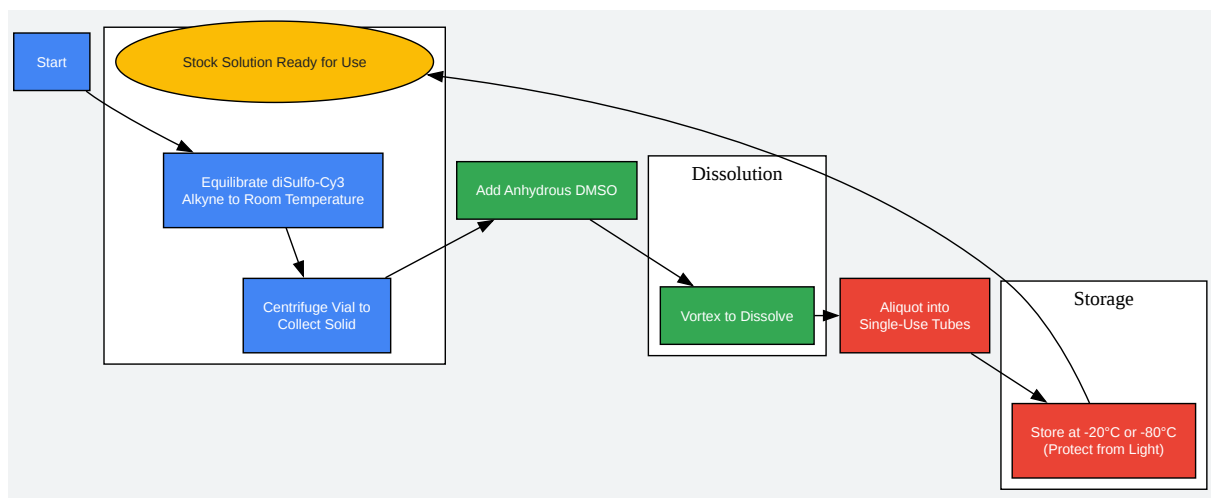 Start
Stock Solution Ready for Use
Equilibrate diSulfo-Cy3
Alkyne to Room Temperature
Centrifuge Vial to
Collect Solid
Add Anhydrous DMSO
Dissolution
Vortex to Dissolve
Aliquot into
Single-Use Tubes
Storage
Store at -20°C or -80°C
(Protect from Light)